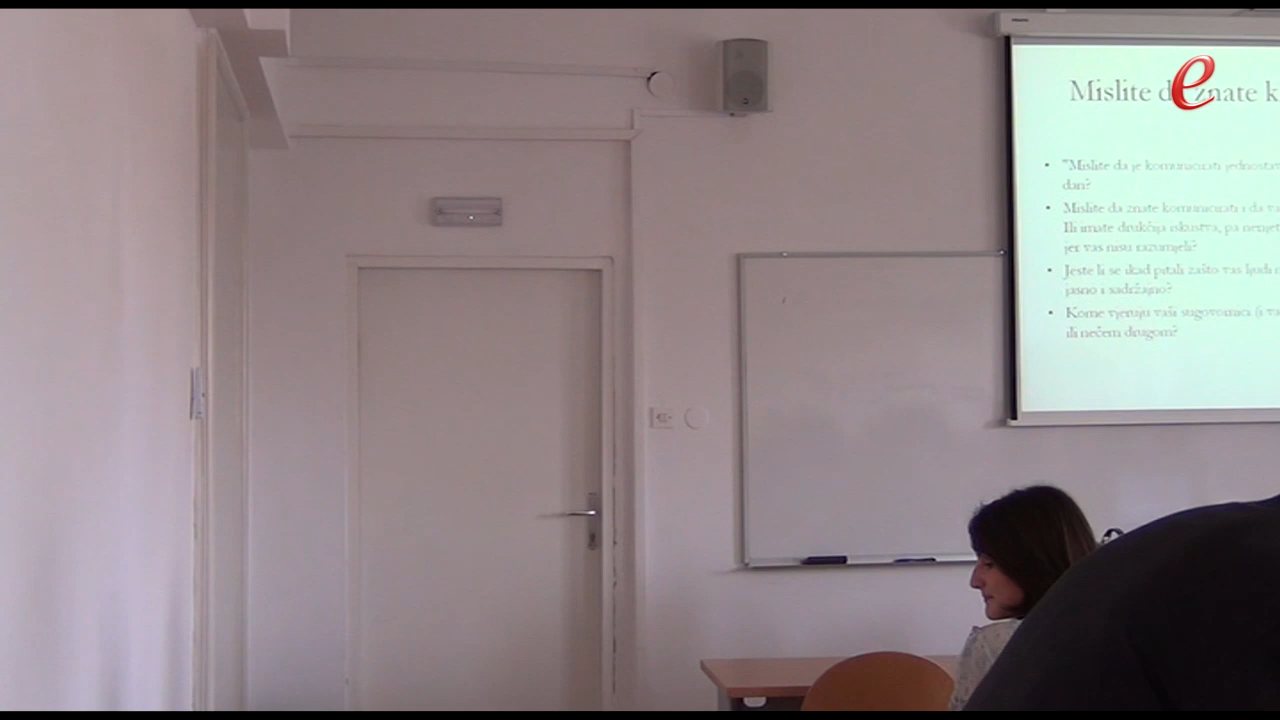 Mislite da znate k
• "Mislite da je komunicirati jednostav
dan?
• Mislite da znate komunicirati i da va
Ili imate drukčija iskustva, pa nemjet
jer vas nisu razumjeli?
• Jeste li se ikad pitali zašto vas ljudi n
jasno i sadržajno?
• Kome vjeruju vaši sugovornici (i va
ili nečem drugom?
e